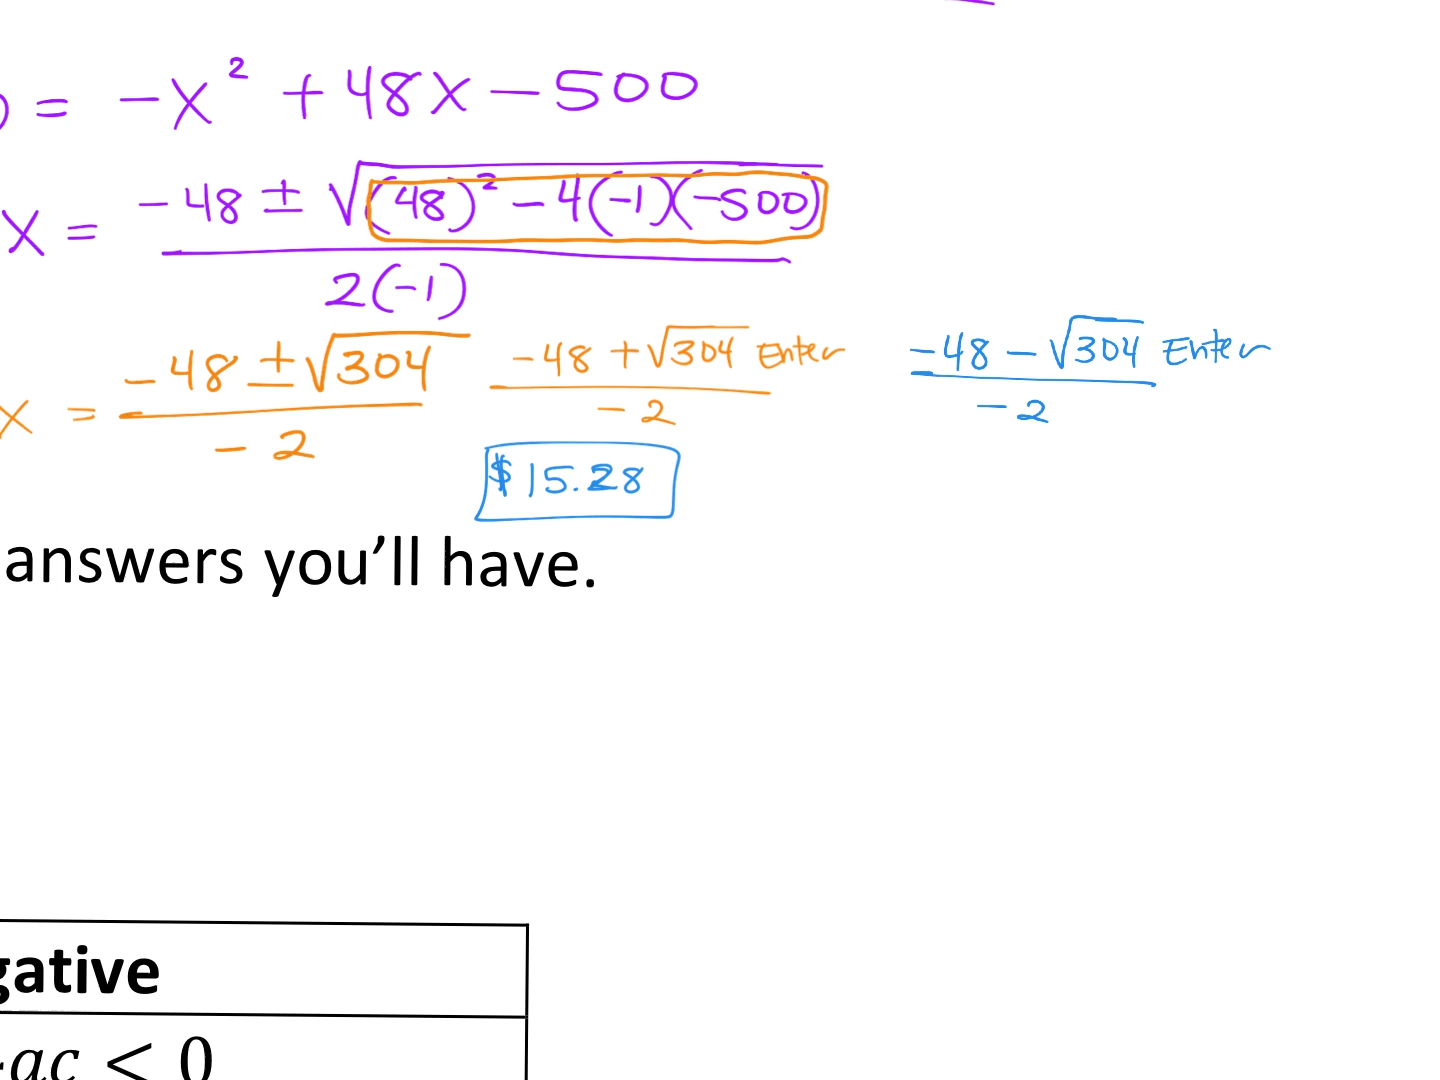 0 = -x² + 48x - 500
x = (-48 ± √((48)² - 4(-1)(-500))) / 2(-1)
x = (-48 ± √304) / -2
(-48 + √304) / -2 Enter
(-48 - √304) / -2 Enter
$15.28
answers you'll have.
gative
ac < 0